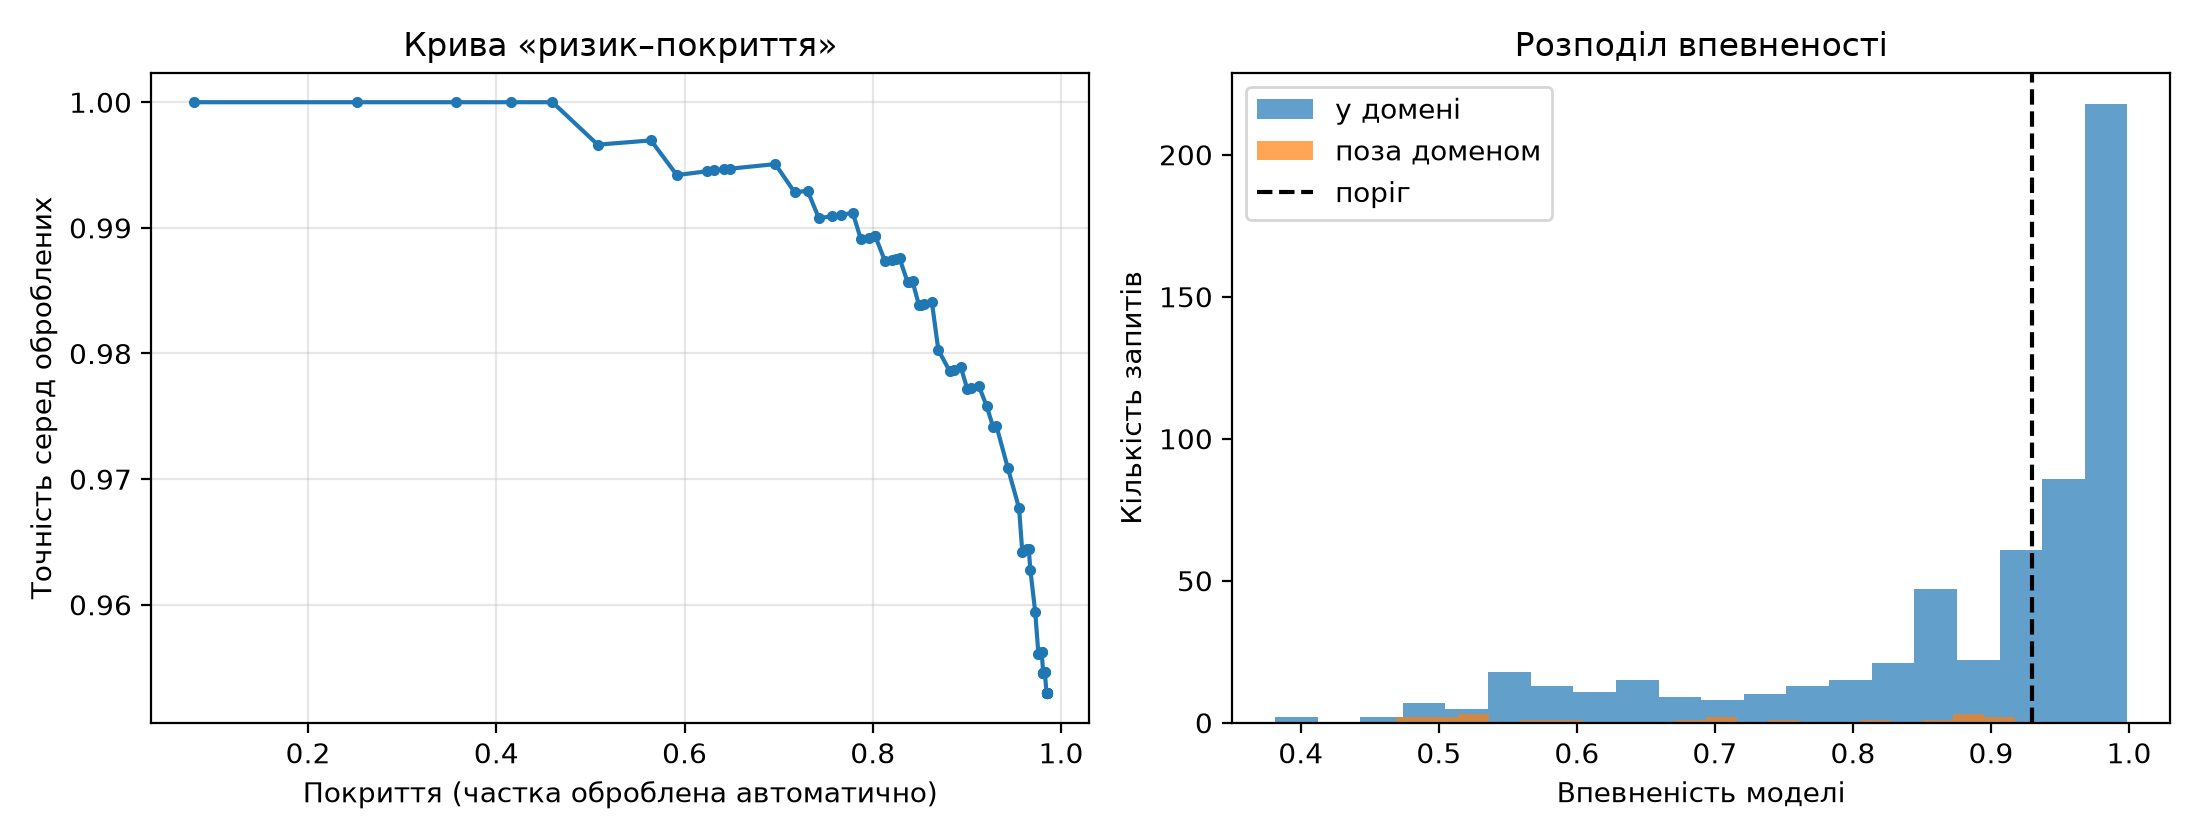 Крива «ризик–покриття»
Точність серед оброблених
1.00
0.99
0.98
0.97
0.96
0.2
0.4
0.6
0.8
1.0
Покриття (частка оброблена автоматично)
Розподіл впевненості
у домені
поза доменом
поріг
Кількість запитів
200
150
100
50
0
0.4
0.5
0.6
0.7
0.8
0.9
1.0
Впевненість моделі